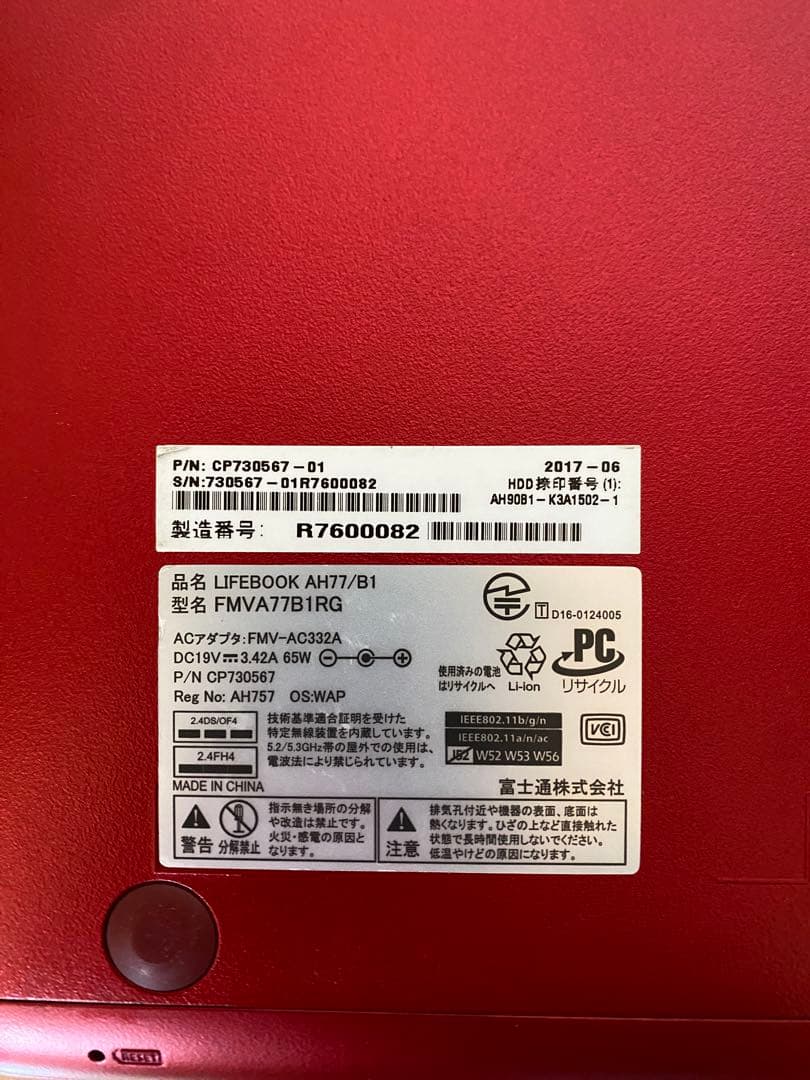 P/N: CP730567-01
2017-06
S/N:730567-01R7600082
HDD捺印番号(1):
AH90B1-K3A1502-1
製造番号: R7600082
品名 LIFEBOOK AH77/B1
型名 FMVA77B1RG
T D16-0124005
ACアダプタ:FMV-AC332A
DC19V 3.42A 65W
P/N CP730567
Reg No: AH757 OS:WAP
使用済みの電池
はリサイクルへ
Li-ion
PC
リサイクル
2.4DS/OF4
2.4FH4
技術基準適合証明を受けた
特定無線装置を内蔵しています。
5.2/5.3GHz帯の屋外での使用は、
電波法により禁じられています。
IEEE802.11b/g/n
IEEE802.11a/n/ac
J52 W52 W53 W56
VCI
MADE IN CHINA
富士通株式会社
警告 分解禁止
指示無き場所の分解
や改造は禁止です。
火災・感電の原因と
なります。
注意
排気孔付近や機器の表面、底面は
熱くなります。ひざの上など直接触れた
状態で長時間使用しないでください。
低温やけどの原因になります。
RESET